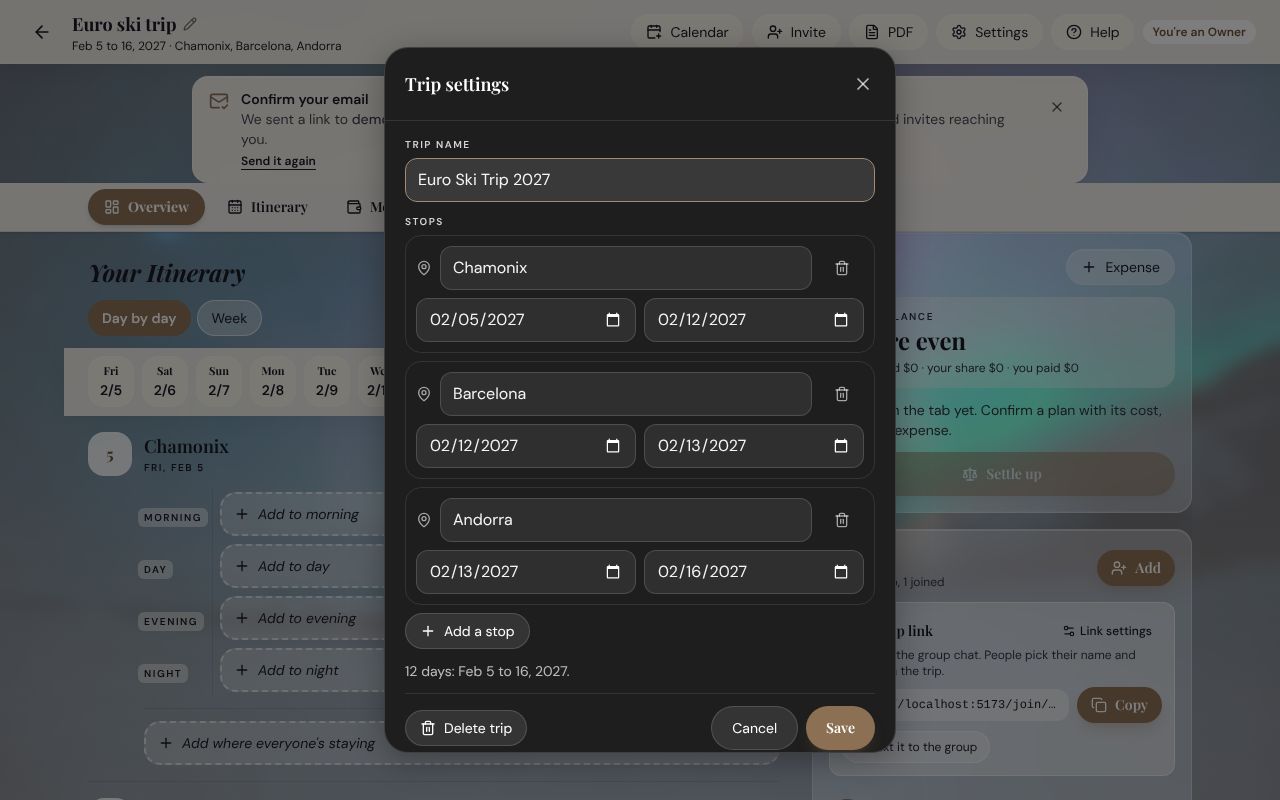 Euro ski trip
Feb 5 to 16, 2027 · Chamonix, Barcelona, Andorra
Calendar
Invite
PDF
Settings
Help
You're an Owner
Confirm your email
We sent a link to
invites reaching
you.
Send it again
Overview
Itinerary
Your Itinerary
Day by day
Week
Fri
2/5
Sat
2/6
Sun
2/7
Mon
2/8
Tue
2/9
5
Chamonix
FRI, FEB 5
MORNING
Add to morning
DAY
Add to day
EVENING
Add to evening
NIGHT
Add to night
Add where everyone's staying
Trip settings
TRIP NAME
Euro Ski Trip 2027
STOPS
Chamonix
02/05/2027
02/12/2027
Barcelona
02/12/2027
02/13/2027
Andorra
02/13/2027
02/16/2027
Add a stop
12 days: Feb 5 to 16, 2027.
Delete trip
Cancel
Save
Expense
even
$0 · your share $0 · you paid $0
the tab yet. Confirm a plan with its cost,
expense.
Settle up
1 joined
Add
link
Link settings
the group chat. People pick their name and
the trip.
/localhost:5173/join/…
Copy
it to the group